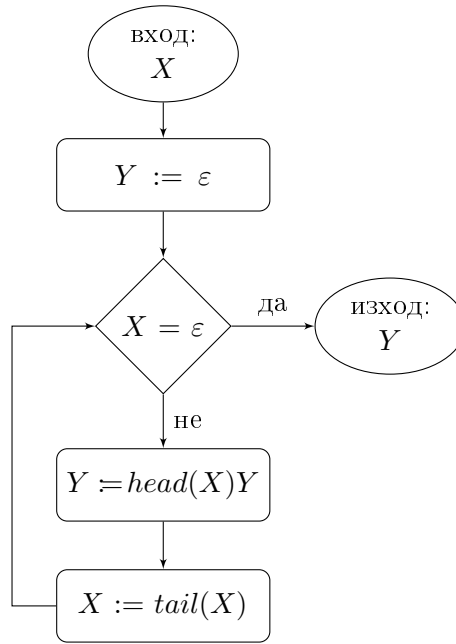 вход:
X
Y := ε
X = ε
да
изход:
Y
не
Y := head(X)Y
X := tail(X)